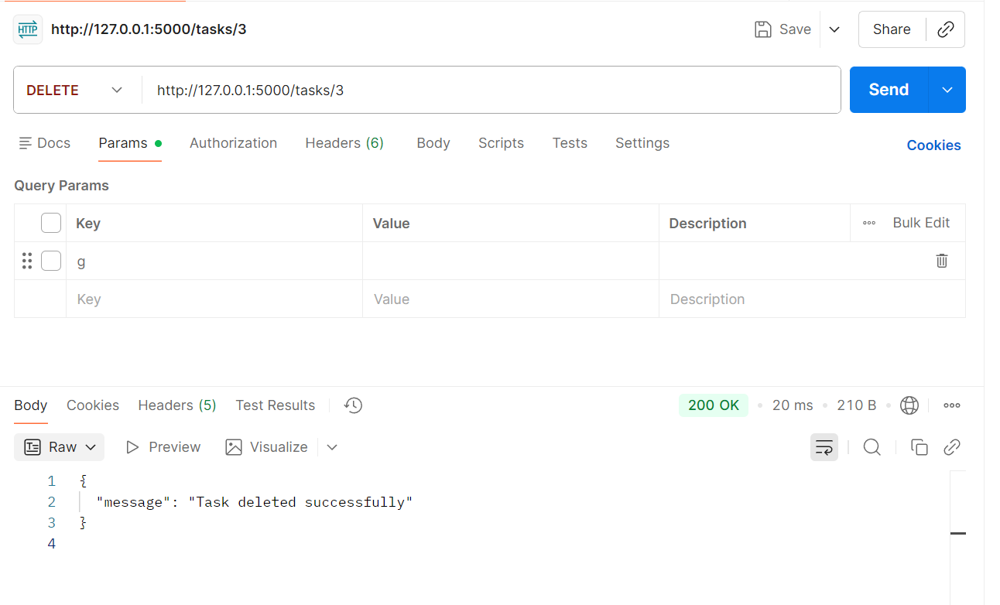 HTTP http://127.0.0.1:5000/tasks/3 Save Share
DELETE http://127.0.0.1:5000/tasks/3 Send
Docs Params Authorization Headers (6) Body Scripts Tests Settings Cookies
Query Params
Key Value Description Bulk Edit
g
Key Value Description
Body Cookies Headers (5) Test Results 200 OK 20 ms 210 B
Raw Preview Visualize
1 {
2 "message": "Task deleted successfully"
3 }
4